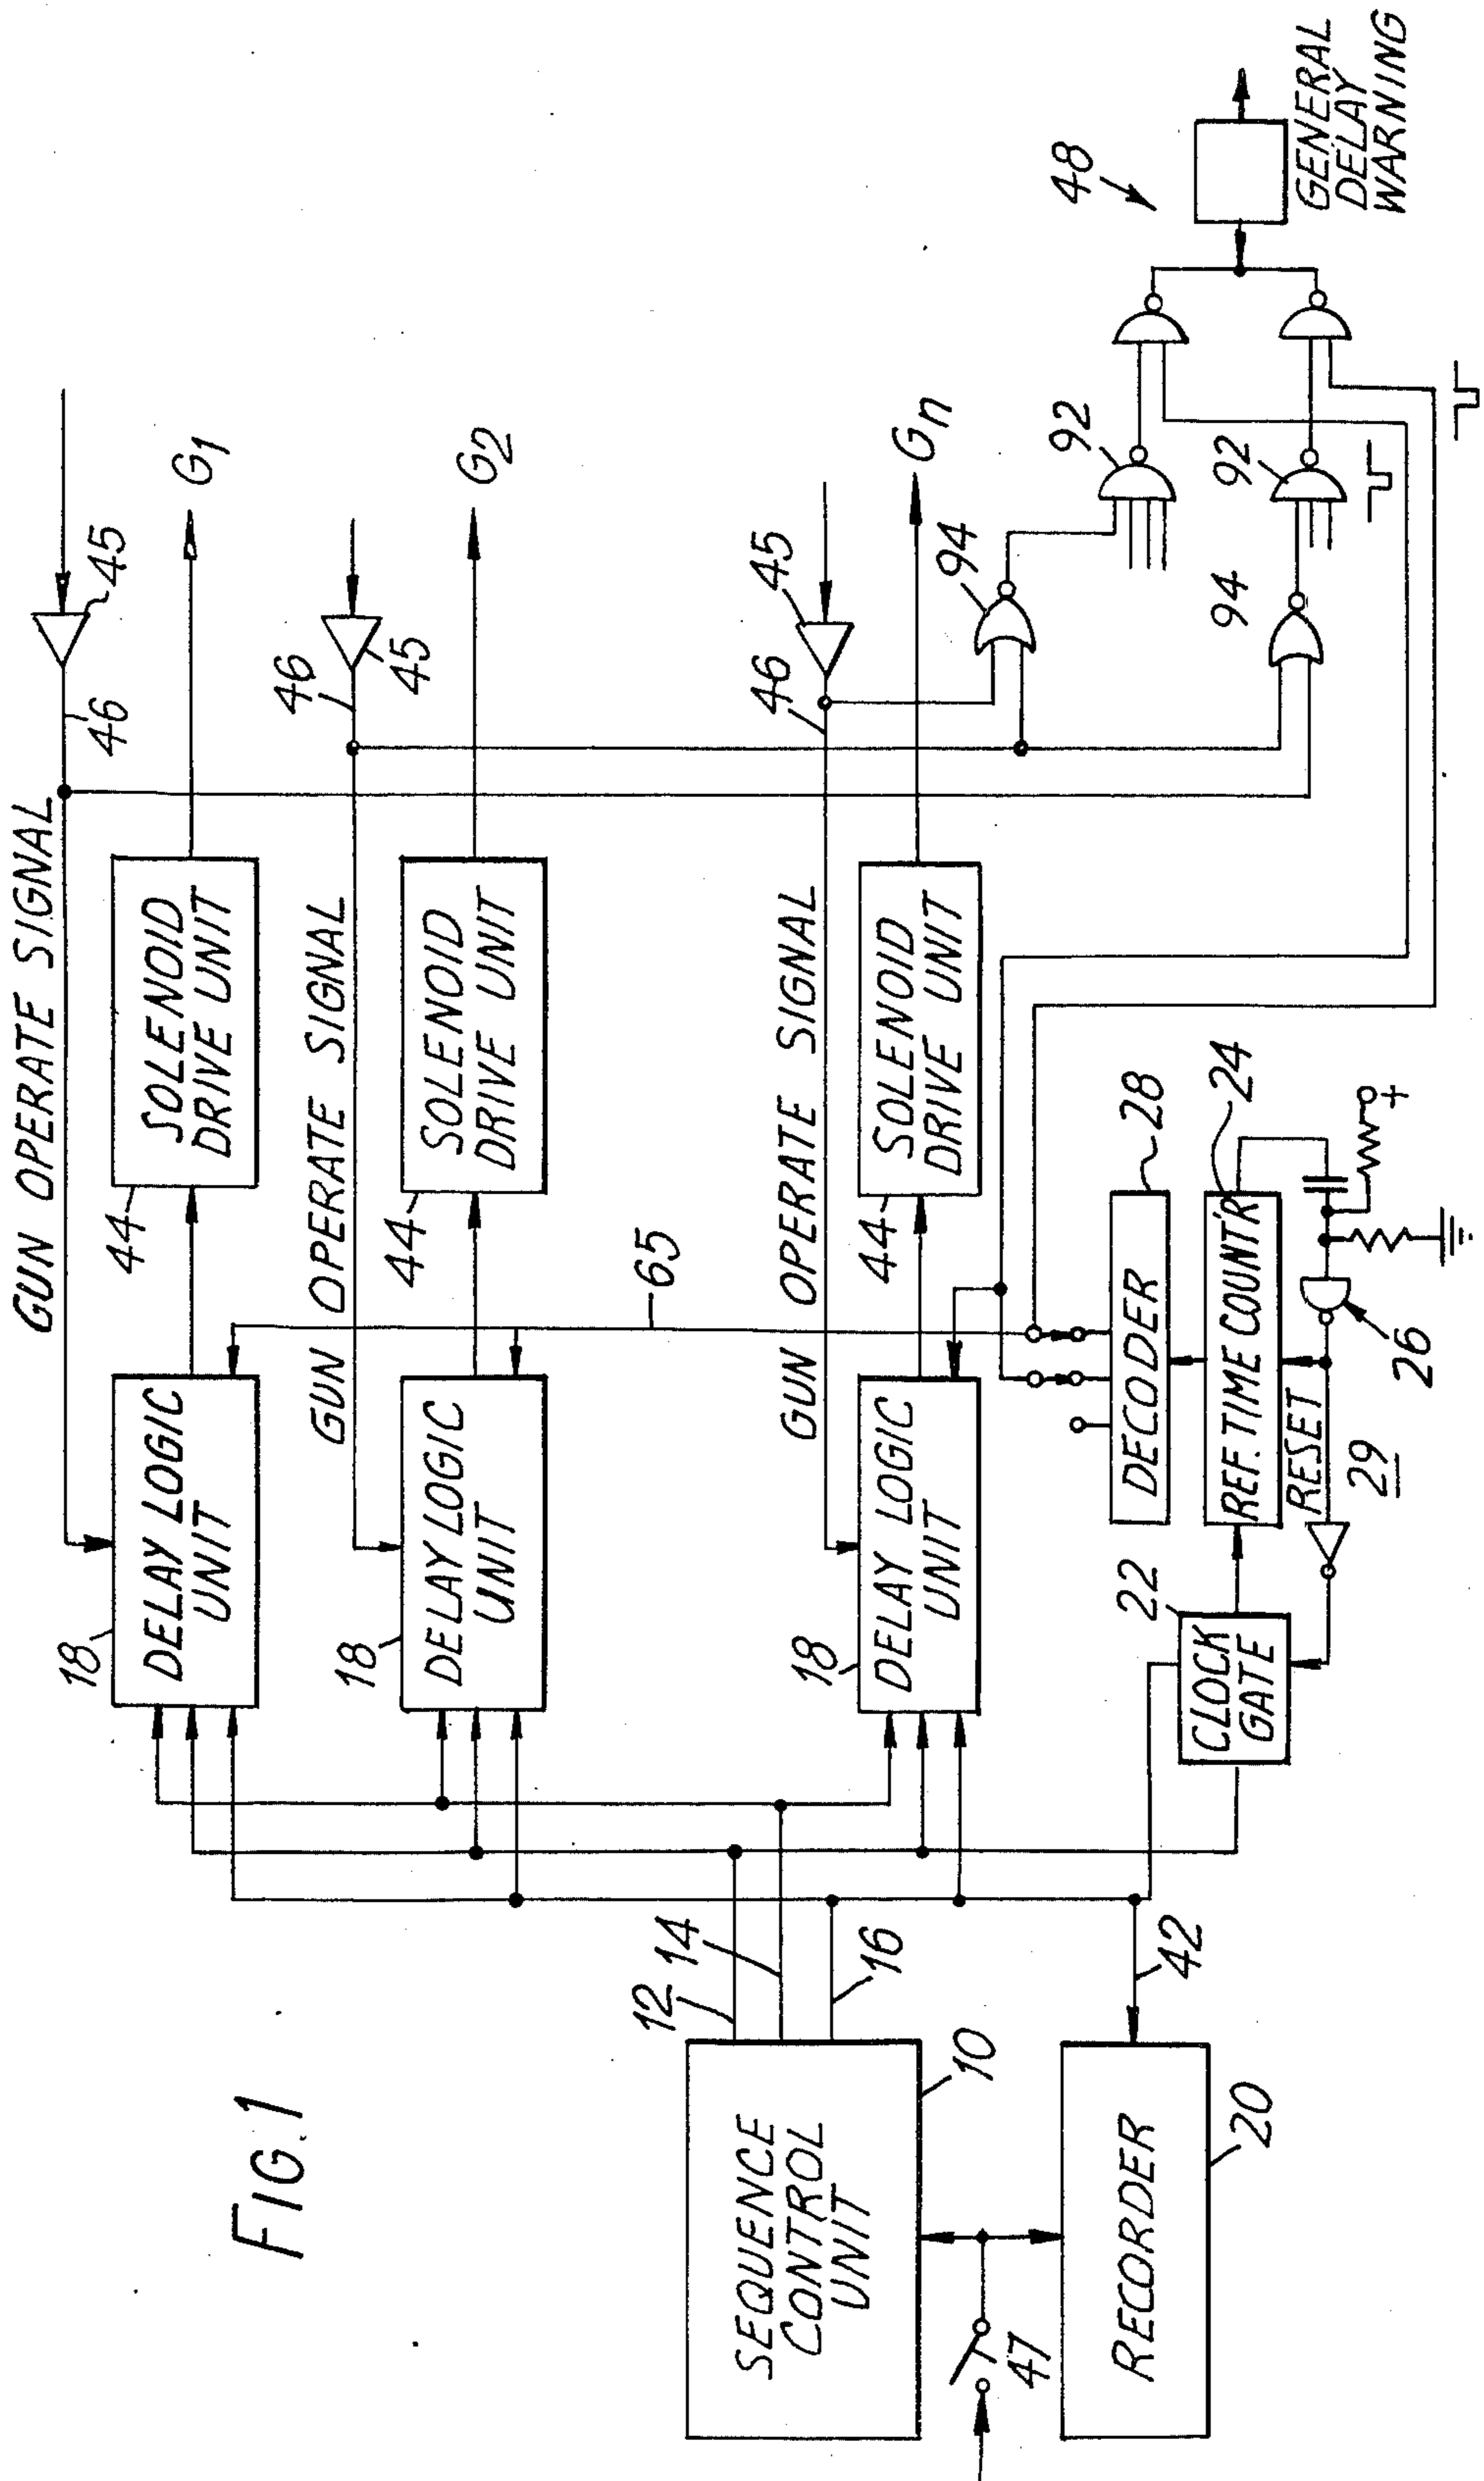 FIG.1
GUN OPERATE SIGNAL
46
45
18
DELAY LOGIC
UNIT
44
SOLENOID
DRIVE UNIT
G1
GUN OPERATE SIGNAL
46
45
18
DELAY LOGIC
UNIT
44
SOLENOID
DRIVE UNIT
G2
65
GUN OPERATE SIGNAL
46
45
18
DELAY LOGIC
UNIT
44
SOLENOID
DRIVE UNIT
Gn
12
14
16
SEQUENCE
CONTROL
UNIT
10
47
RECORDER
20
42
CLOCK
GATE
22
DECODER
28
REF. TIME COUNT'R
24
RESET
29
26
+
94
92
94
92
48
GENERAL
DELAY
WARNING